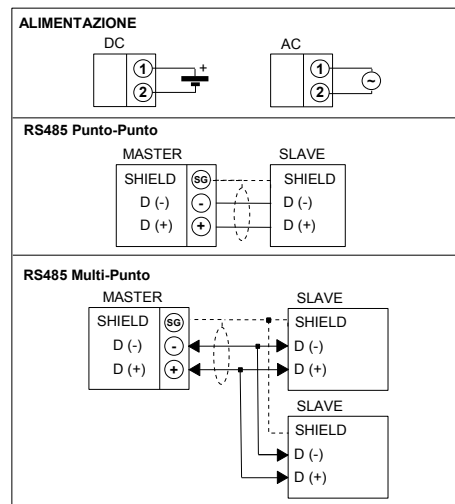 ALIMENTAZIONE
DC AC
1 + 1
2 2 ~
RS485 Punto-Punto
MASTER SLAVE
SHIELD SG SHIELD
D (-) - D (-)
D (+) + D (+)
RS485 Multi-Punto
MASTER SLAVE
SHIELD SG SHIELD
D (-) - D (-)
D (+) + D (+)
SLAVE
SHIELD
D (-)
D (+)